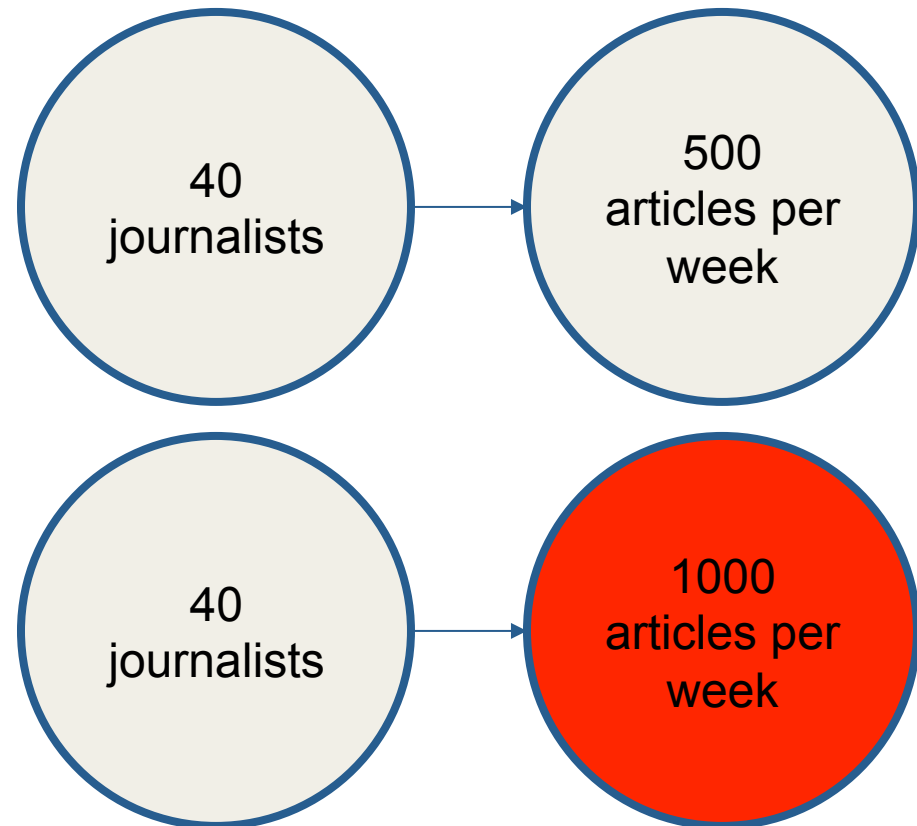 40
journalists
500
articles per
week
40
journalists
1000
articles per
week